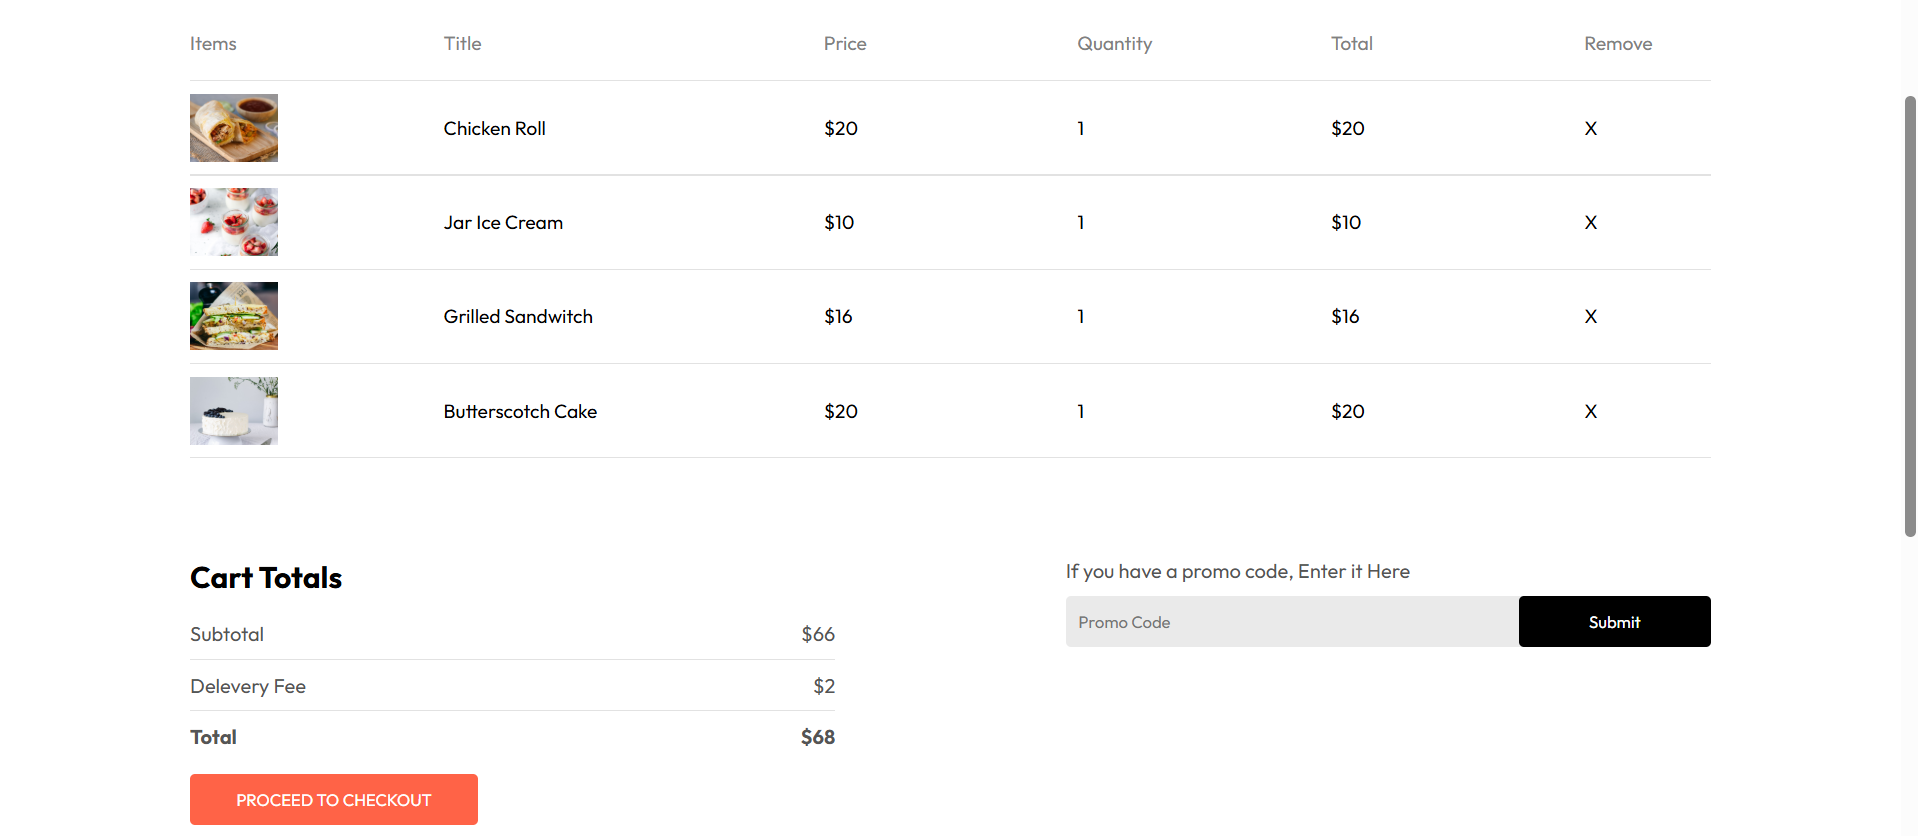 Items Title Price Quantity Total Remove
Chicken Roll $20 1 $20 X
Jar Ice Cream $10 1 $10 X
Grilled Sandwitch $16 1 $16 X
Butterscotch Cake $20 1 $20 X
Cart Totals
Subtotal $66
Delevery Fee $2
Total $68
PROCEED TO CHECKOUT
If you have a promo code, Enter it Here
Promo Code Submit